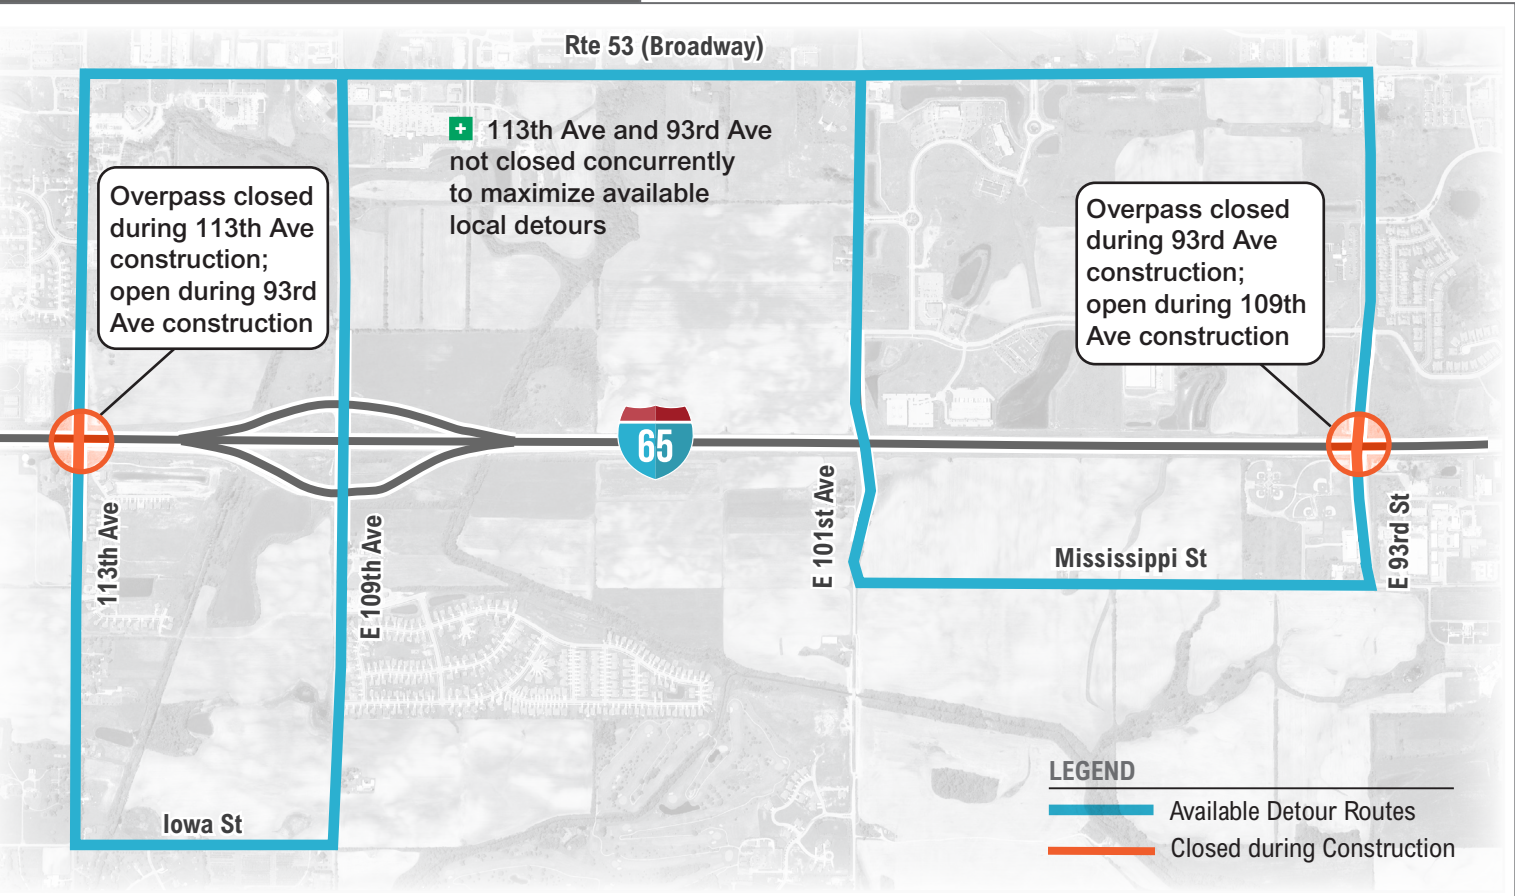 Rte 53 (Broadway)
113th Ave and 93rd Ave
not closed concurrently
to maximize available
local detours
Overpass closed
during 113th Ave
construction;
open during 93rd
Ave construction
Overpass closed
during 93rd Ave
construction;
open during 109th
Ave construction
65
113th Ave
E 109th Ave
E 101st Ave
E 93rd St
Mississippi St
Iowa St
LEGEND
Available Detour Routes
Closed during Construction